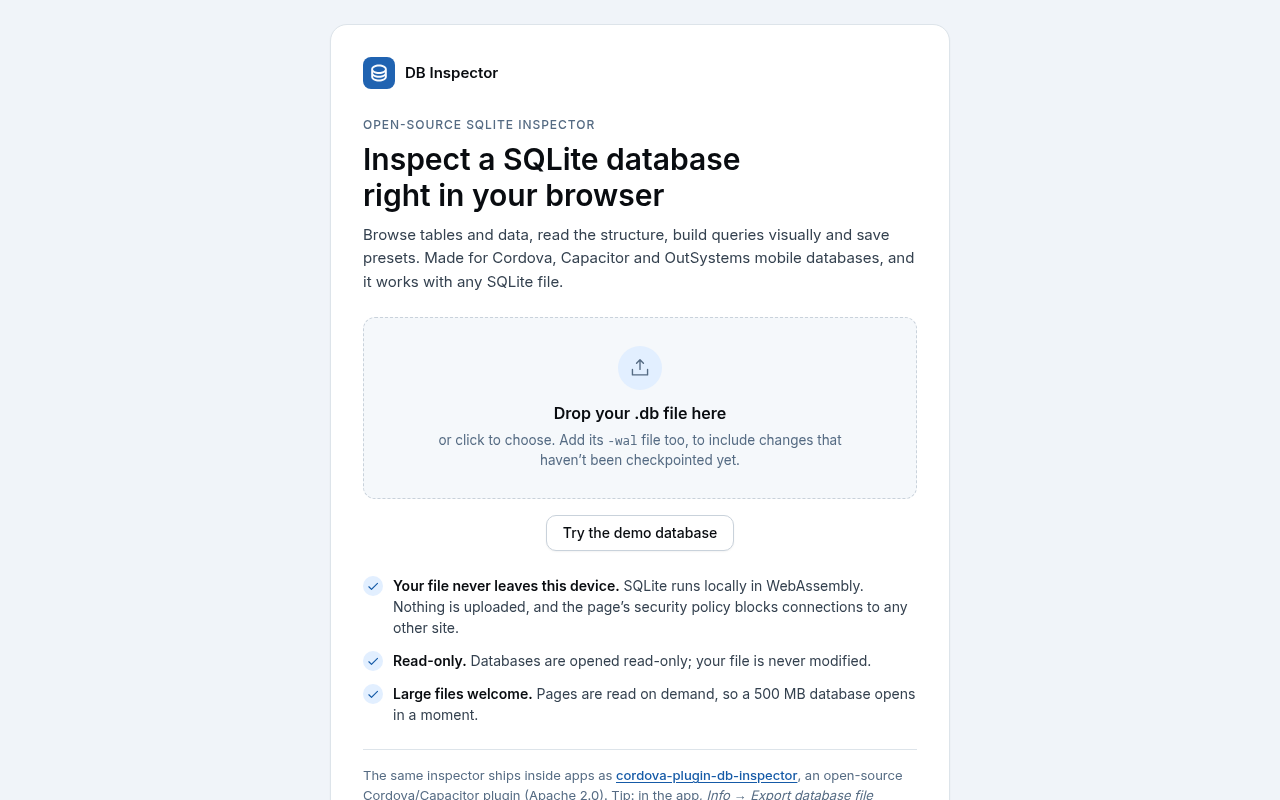 DB Inspector
OPEN-SOURCE SQLITE INSPECTOR
Inspect a SQLite database
right in your browser
Browse tables and data, read the structure, build queries visually and save
presets. Made for Cordova, Capacitor and OutSystems mobile databases, and
it works with any SQLite file.
Drop your .db file here
or click to choose. Add its -wal file too, to include changes that
haven’t been checkpointed yet.
Try the demo database
Your file never leaves this device. SQLite runs locally in WebAssembly.
Nothing is uploaded, and the page’s security policy blocks connections to any
other site.
Read-only. Databases are opened read-only; your file is never modified.
Large files welcome. Pages are read on demand, so a 500 MB database opens
in a moment.
The same inspector ships inside apps as cordova-plugin-db-inspector, an open-source
Cordova/Capacitor plugin (Apache 2.0). Tip: in the app, Info → Export database file